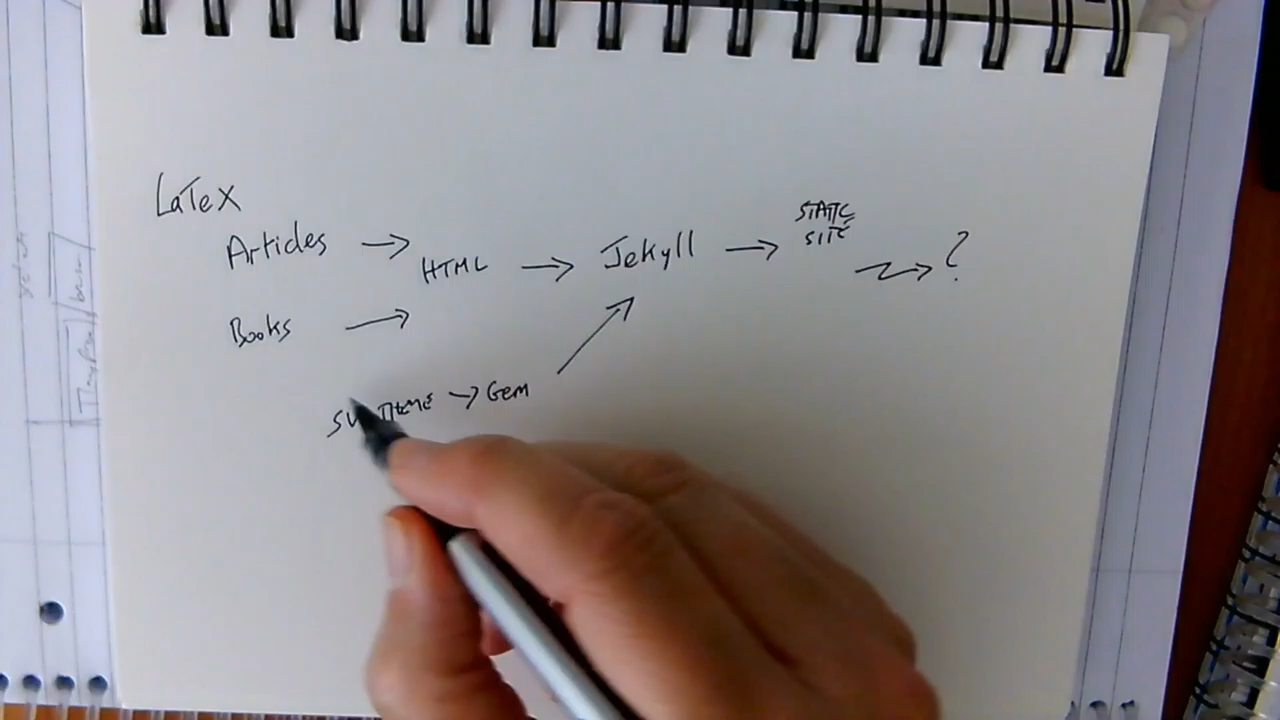 LaTeX
Articles → HTML → Jekyll → STATIC
SITE
?
Books →
THEME → Gem